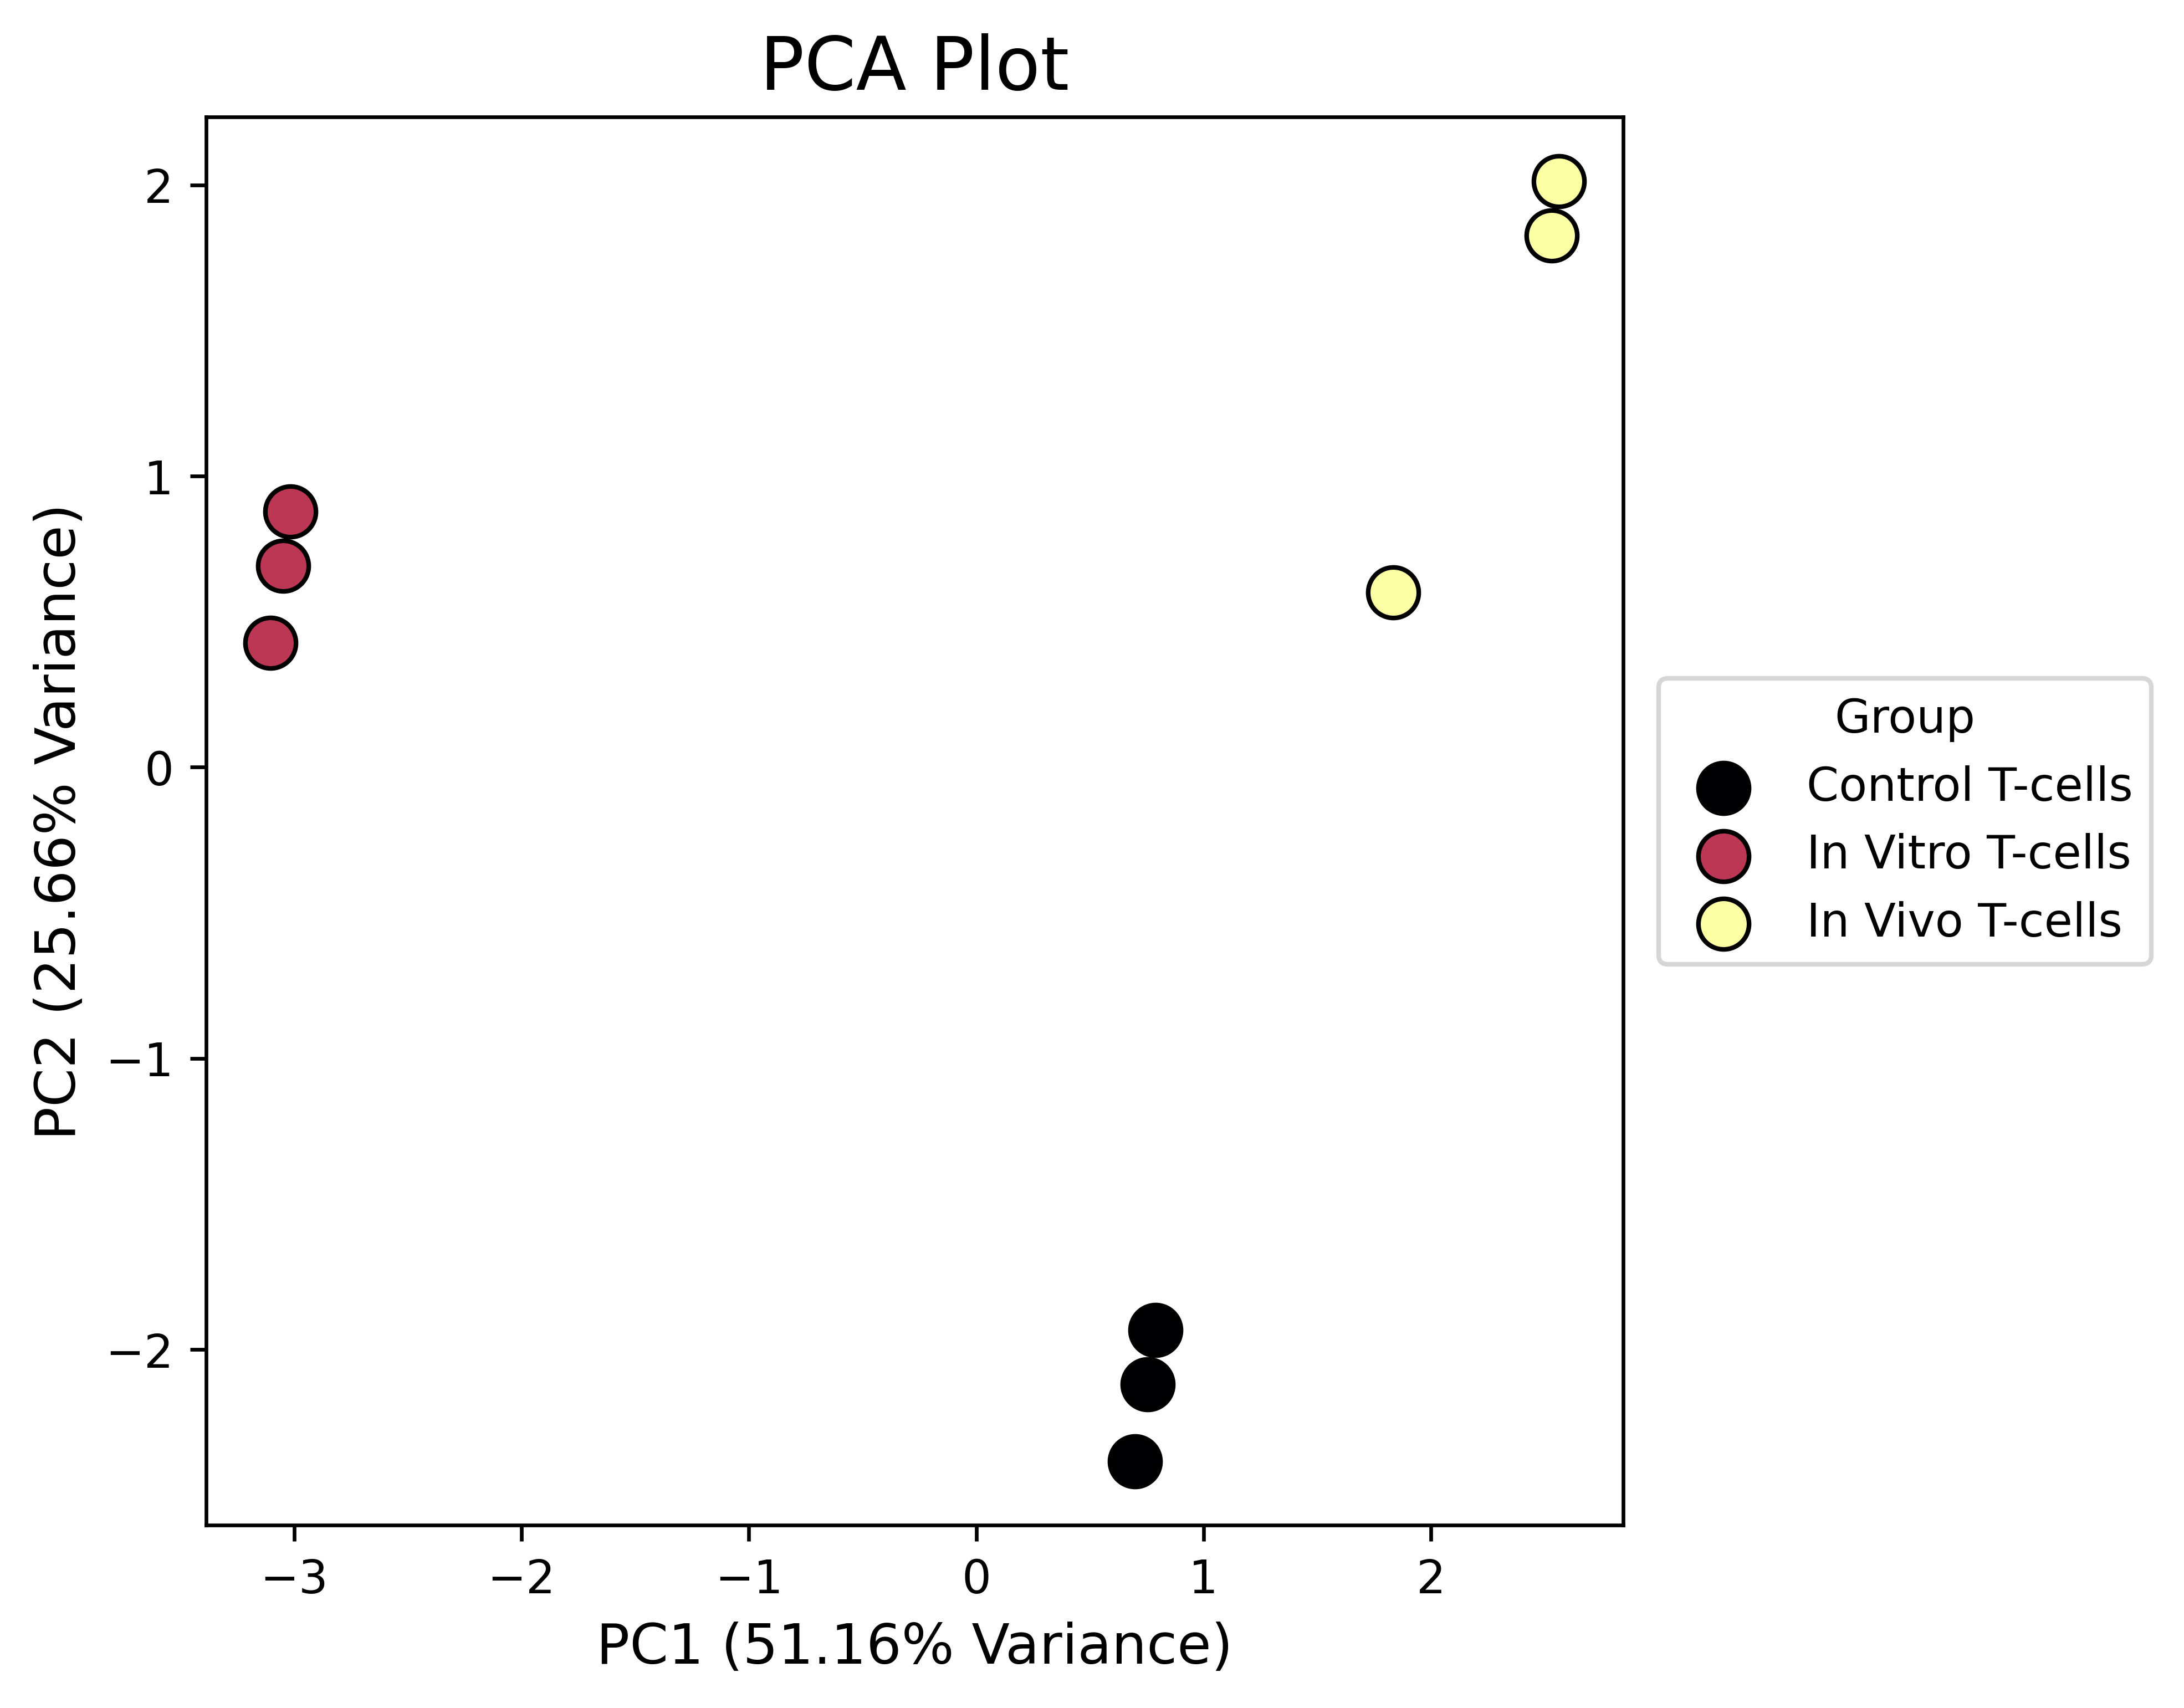 PCA Plot
2
1
0
−1
−2
PC2 (25.66% Variance)
−3
−2
−1
0
1
2
PC1 (51.16% Variance)
Group
Control T-cells
In Vitro T-cells
In Vivo T-cells